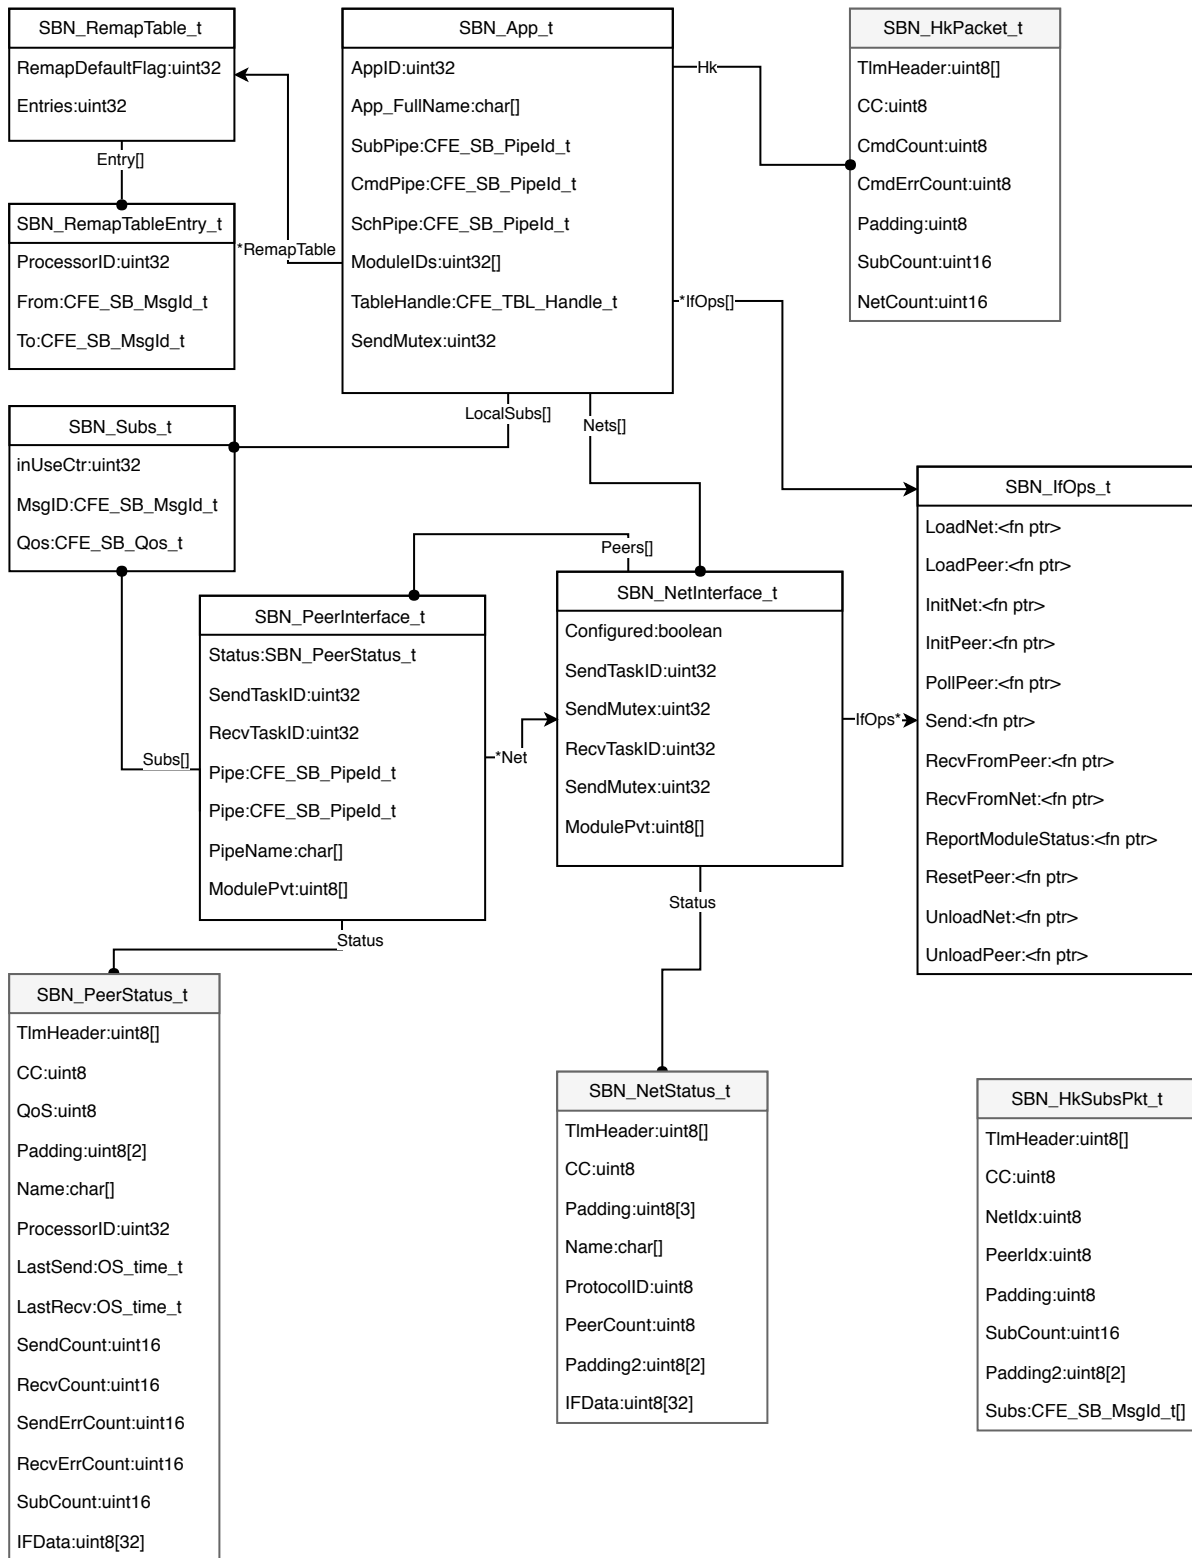 SBN_RemapTable_t
RemapDefaultFlag:uint32
Entries:uint32
Entry[]
SBN_RemapTableEntry_t
ProcessorID:uint32
From:CFE_SB_MsgId_t
To:CFE_SB_MsgId_t
*RemapTable
SBN_App_t
AppID:uint32
App_FullName:char[]
SubPipe:CFE_SB_PipeId_t
CmdPipe:CFE_SB_PipeId_t
SchPipe:CFE_SB_PipeId_t
ModuleIDs:uint32[]
TableHandle:CFE_TBL_Handle_t
SendMutex:uint32
Hk
SBN_HkPacket_t
TlmHeader:uint8[]
CC:uint8
CmdCount:uint8
CmdErrCount:uint8
Padding:uint8
SubCount:uint16
NetCount:uint16
*IfOps[]
LocalSubs[]
Nets[]
SBN_Subs_t
inUseCtr:uint32
MsgID:CFE_SB_MsgId_t
Qos:CFE_SB_Qos_t
Subs[]
Peers[]
SBN_PeerInterface_t
Status:SBN_PeerStatus_t
SendTaskID:uint32
RecvTaskID:uint32
Pipe:CFE_SB_PipeId_t
Pipe:CFE_SB_PipeId_t
PipeName:char[]
ModulePvt:uint8[]
*Net
Status
SBN_NetInterface_t
Configured:boolean
SendTaskID:uint32
SendMutex:uint32
RecvTaskID:uint32
SendMutex:uint32
ModulePvt:uint8[]
IfOps*
Status
SBN_IfOps_t
LoadNet:<fn ptr>
LoadPeer:<fn ptr>
InitNet:<fn ptr>
InitPeer:<fn ptr>
PollPeer:<fn ptr>
Send:<fn ptr>
RecvFromPeer:<fn ptr>
RecvFromNet:<fn ptr>
ReportModuleStatus:<fn ptr>
ResetPeer:<fn ptr>
UnloadNet:<fn ptr>
UnloadPeer:<fn ptr>
SBN_PeerStatus_t
TlmHeader:uint8[]
CC:uint8
QoS:uint8
Padding:uint8[2]
Name:char[]
ProcessorID:uint32
LastSend:OS_time_t
LastRecv:OS_time_t
SendCount:uint16
RecvCount:uint16
SendErrCount:uint16
RecvErrCount:uint16
SubCount:uint16
IFData:uint8[32]
SBN_NetStatus_t
TlmHeader:uint8[]
CC:uint8
Padding:uint8[3]
Name:char[]
ProtocolID:uint8
PeerCount:uint8
Padding2:uint8[2]
IFData:uint8[32]
SBN_HkSubsPkt_t
TlmHeader:uint8[]
CC:uint8
NetIdx:uint8
PeerIdx:uint8
Padding:uint8
SubCount:uint16
Padding2:uint8[2]
Subs:CFE_SB_MsgId_t[]